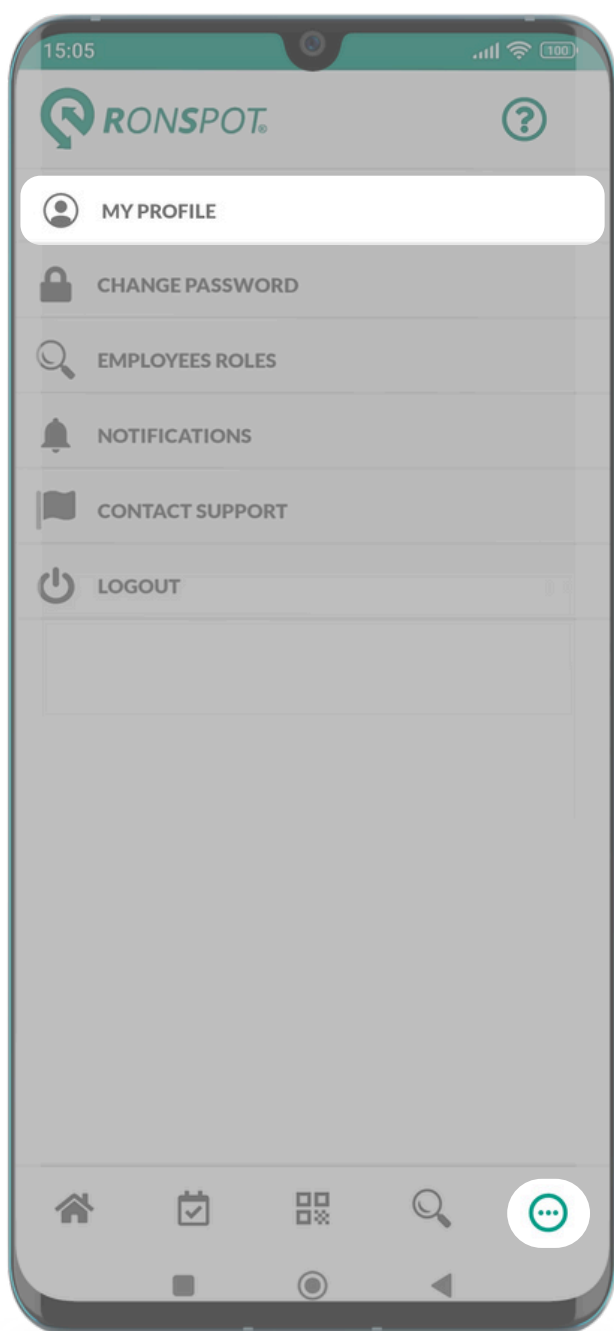 15:05
100
RONSPOT®
?
MY PROFILE
CHANGE PASSWORD
EMPLOYEES ROLES
NOTIFICATIONS
CONTACT SUPPORT
LOGOUT